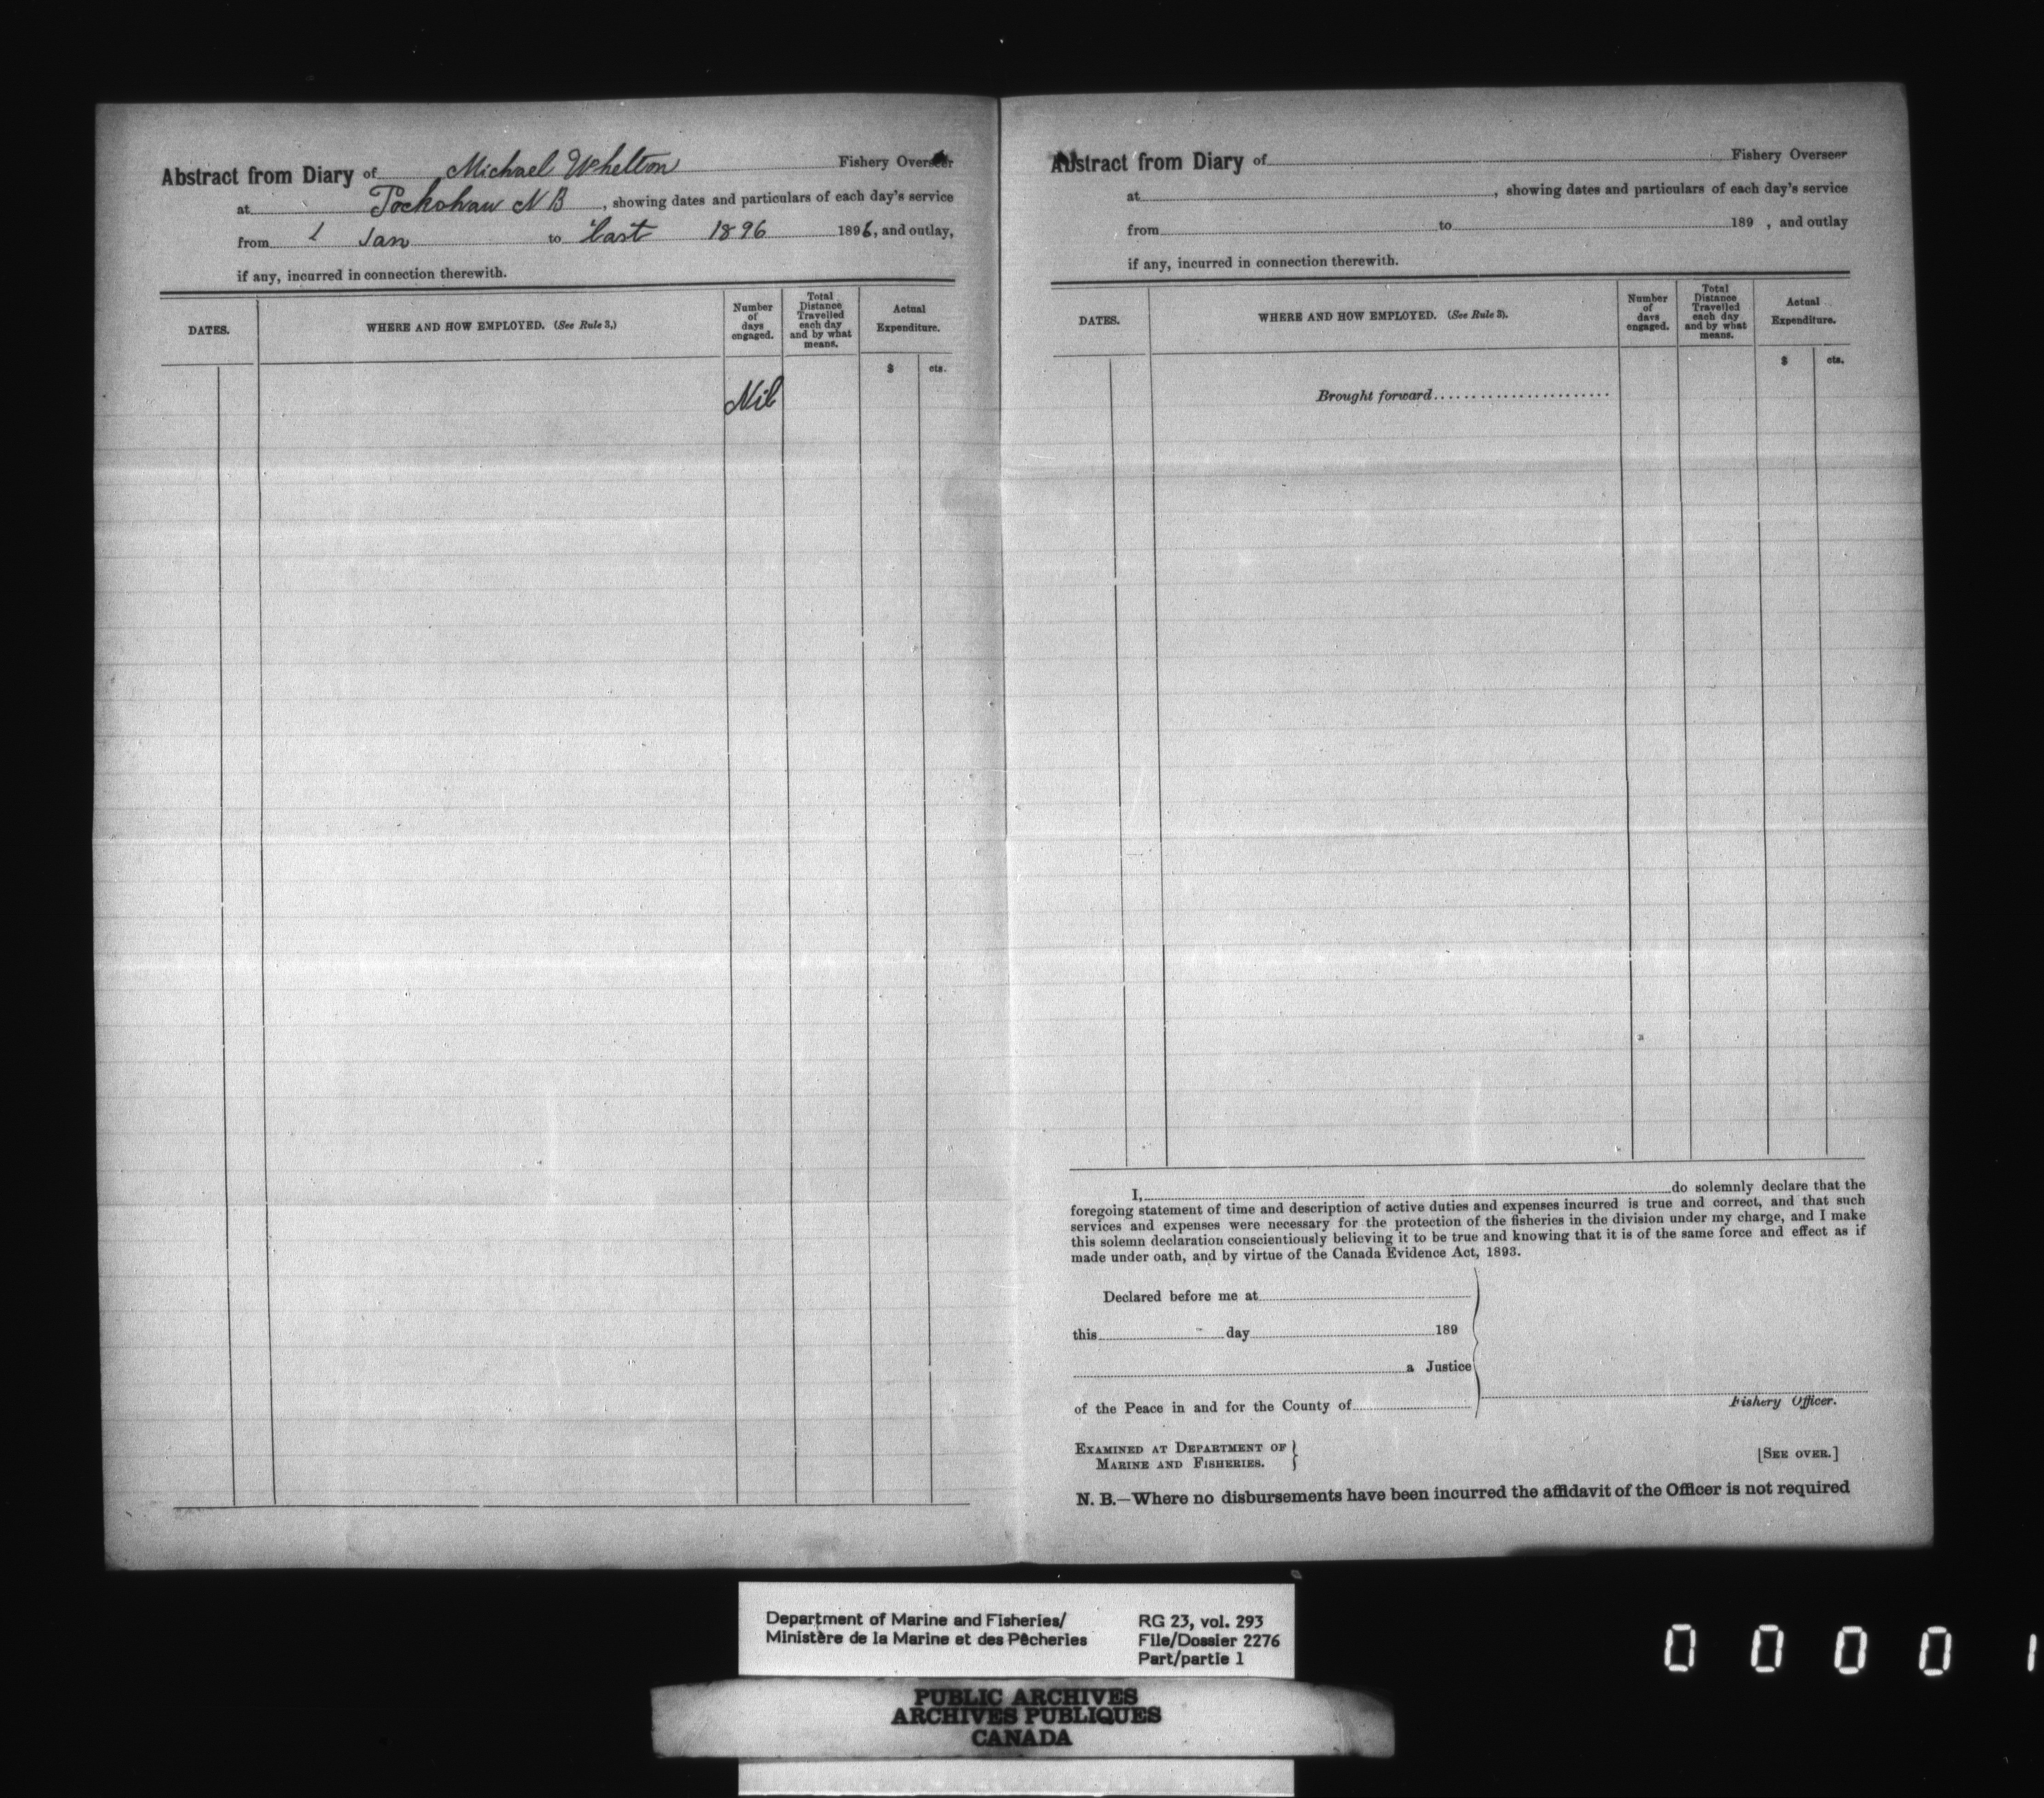 Abstract from Diary of Michael Whelton Fishery Overseer
at Pockshaw N B , showing dates and particulars of each day's service
from 1 Jan to last 1896 1896, and outlay,
if any, incurred in connection therewith.
DATES.
WHERE AND HOW EMPLOYED. (See Rule 3.)
Number
of
days
engaged.
Total
Distance
Travelled
each day
and by what
means.
Actual
Expenditure.
$ cts.
Nil
Abstract from Diary of Fishery Overseer
at , showing dates and particulars of each day's service
from to 189 , and outlay
if any, incurred in connection therewith.
DATES.
WHERE AND HOW EMPLOYED. (See Rule 3).
Number
of
days
engaged.
Total
Distance
Travelled
each day
and by what
means.
Actual
Expenditure.
$ cts.
Brought forward.......................
I, do solemnly declare that the
foregoing statement of time and description of active duties and expenses incurred is true and correct, and that such
services and expenses were necessary for the protection of the fisheries in the division under my charge, and I make
this solemn declaration conscientiously believing it to be true and knowing that it is of the same force and effect as if
made under oath, and by virtue of the Canada Evidence Act, 1893.
Declared before me at
this day 189
a Justice
of the Peace in and for the County of
Fishery Officer.
EXAMINED AT DEPARTMENT OF
MARINE AND FISHERIES.
[SEE OVER.]
N. B.—Where no disbursements have been incurred the affidavit of the Officer is not required
Department of Marine and Fisheries/
Ministère de la Marine et des Pêcheries
RG 23, vol. 293
File/Dossier 2276
Part/partie 1
PUBLIC ARCHIVES
ARCHIVES PUBLIQUES
CANADA
0 0 0 0 1